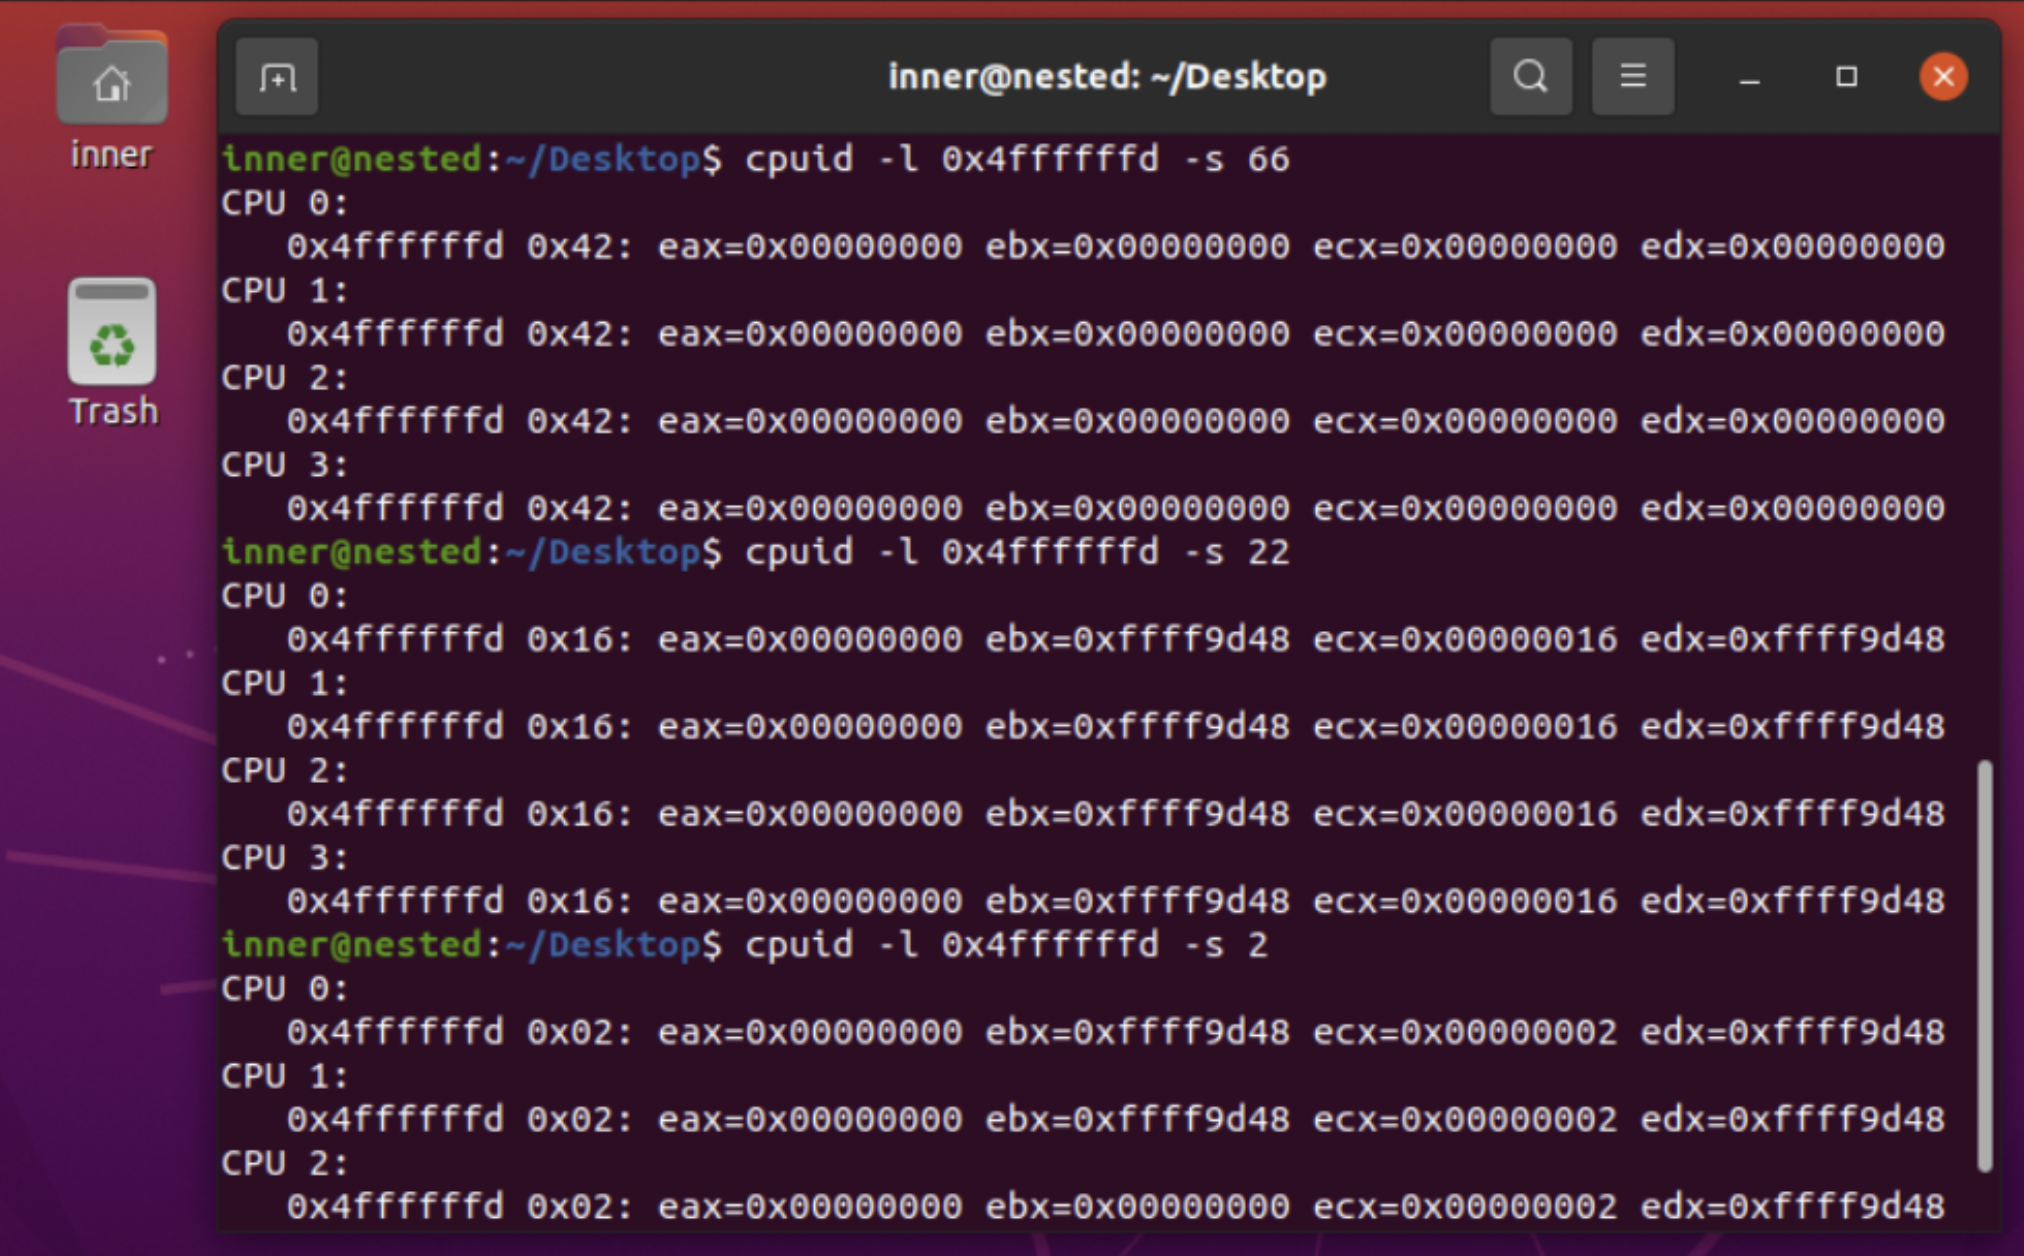 inner
Trash
inner@nested: ~/Desktop
inner@nested:~/Desktop$ cpuid -l 0x4ffffffd -s 66
CPU 0:
   0x4ffffffd 0x42: eax=0x00000000 ebx=0x00000000 ecx=0x00000000 edx=0x00000000
CPU 1:
   0x4ffffffd 0x42: eax=0x00000000 ebx=0x00000000 ecx=0x00000000 edx=0x00000000
CPU 2:
   0x4ffffffd 0x42: eax=0x00000000 ebx=0x00000000 ecx=0x00000000 edx=0x00000000
CPU 3:
   0x4ffffffd 0x42: eax=0x00000000 ebx=0x00000000 ecx=0x00000000 edx=0x00000000
inner@nested:~/Desktop$ cpuid -l 0x4ffffffd -s 22
CPU 0:
   0x4ffffffd 0x16: eax=0x00000000 ebx=0xffff9d48 ecx=0x00000016 edx=0xffff9d48
CPU 1:
   0x4ffffffd 0x16: eax=0x00000000 ebx=0xffff9d48 ecx=0x00000016 edx=0xffff9d48
CPU 2:
   0x4ffffffd 0x16: eax=0x00000000 ebx=0xffff9d48 ecx=0x00000016 edx=0xffff9d48
CPU 3:
   0x4ffffffd 0x16: eax=0x00000000 ebx=0xffff9d48 ecx=0x00000016 edx=0xffff9d48
inner@nested:~/Desktop$ cpuid -l 0x4ffffffd -s 2
CPU 0:
   0x4ffffffd 0x02: eax=0x00000000 ebx=0xffff9d48 ecx=0x00000002 edx=0xffff9d48
CPU 1:
   0x4ffffffd 0x02: eax=0x00000000 ebx=0xffff9d48 ecx=0x00000002 edx=0xffff9d48
CPU 2:
   0x4ffffffd 0x02: eax=0x00000000 ebx=0x00000000 ecx=0x00000002 edx=0xffff9d48